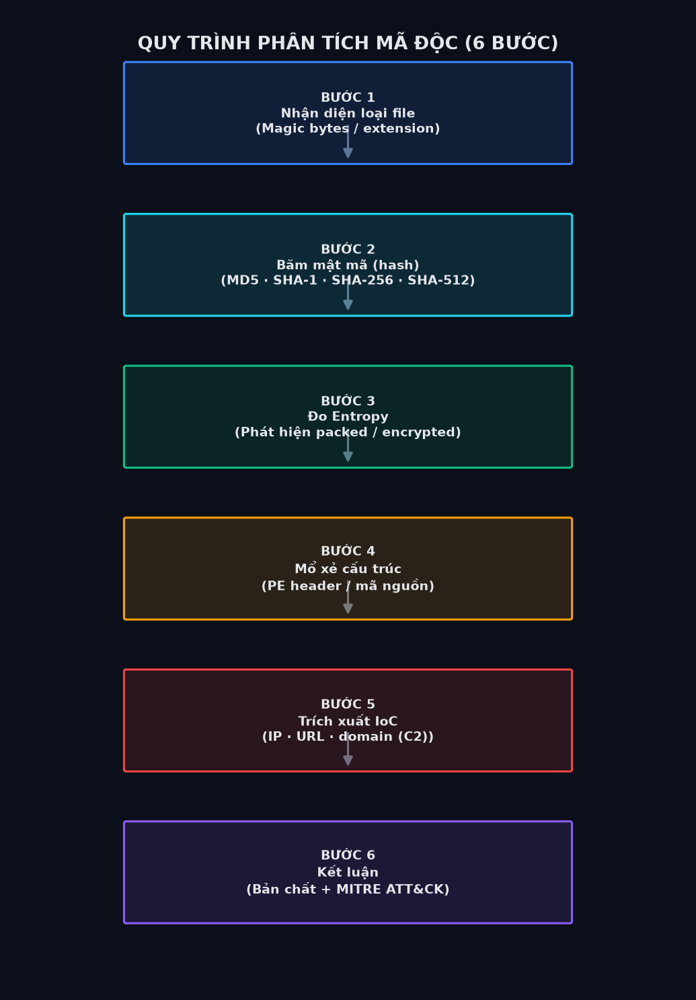 QUY TRÌNH PHÂN TÍCH MÃ ĐỘC (6 BƯỚC)
BƯỚC 1
Nhận diện loại file
(Magic bytes / extension)
BƯỚC 2
Băm mật mã (hash)
(MD5 · SHA-1 · SHA-256 · SHA-512)
BƯỚC 3
Đo Entropy
(Phát hiện packed / encrypted)
BƯỚC 4
Mổ xẻ cấu trúc
(PE header / mã nguồn)
BƯỚC 5
Trích xuất IoC
(IP · URL · domain (C2))
BƯỚC 6
Kết luận
(Bản chất + MITRE ATT&CK)